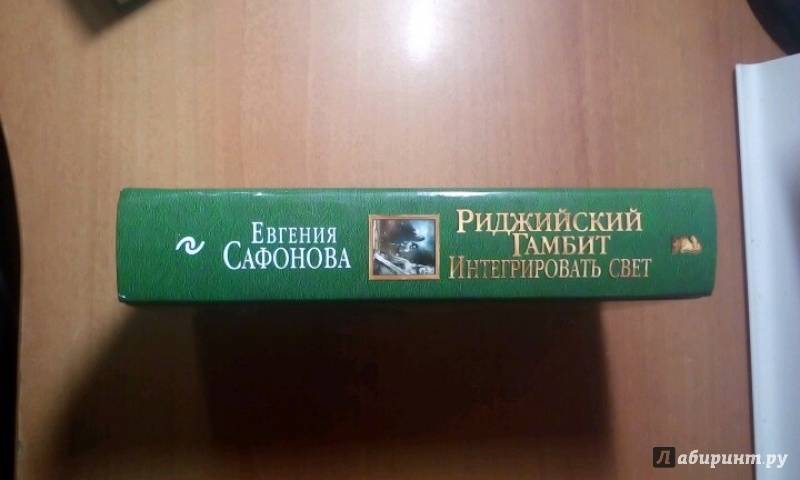 Евгения
Сафонова
Риджийский
Гамбит
Интегрировать свет
Лабиринт.ру